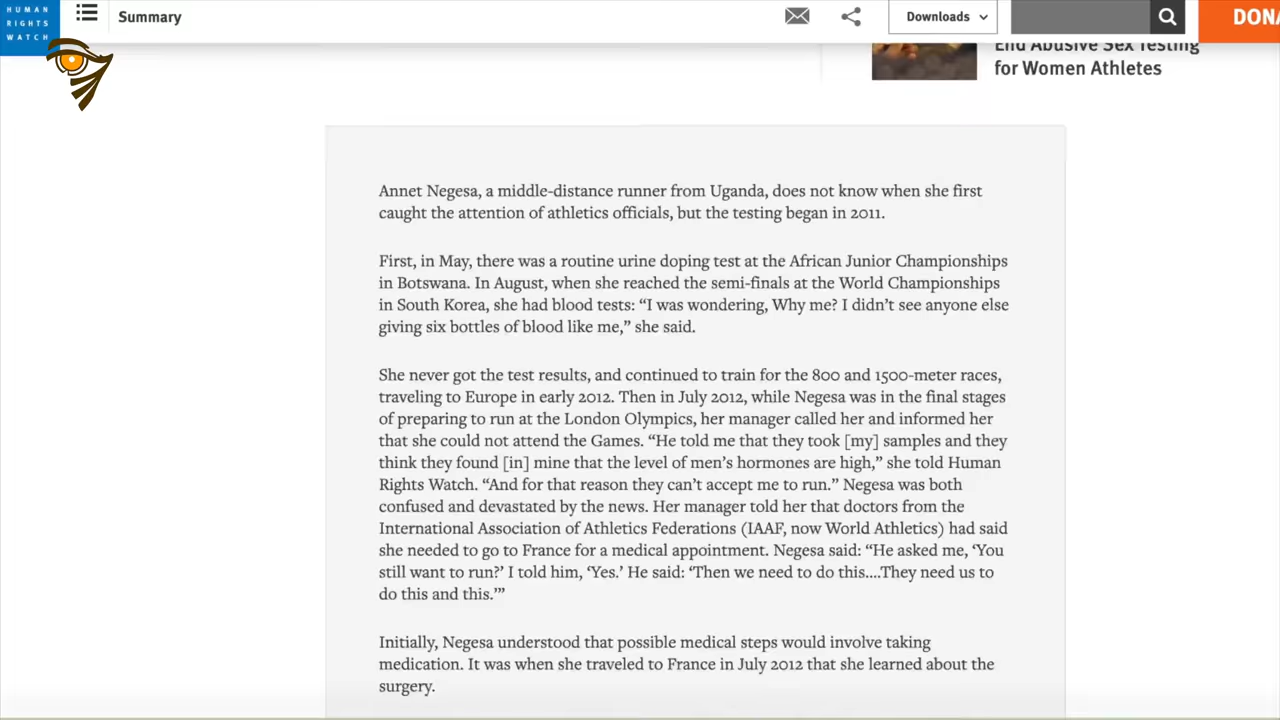 HUMAN
RIGHTS
WATCH
Summary
Downloads
DONA
End Abusive Sex Testing
for Women Athletes
Annet Negesa, a middle-distance runner from Uganda, does not know when she first
caught the attention of athletics officials, but the testing began in 2011.
First, in May, there was a routine urine doping test at the African Junior Championships
in Botswana. In August, when she reached the semi-finals at the World Championships
in South Korea, she had blood tests: “I was wondering, Why me? I didn’t see anyone else
giving six bottles of blood like me,” she said.
She never got the test results, and continued to train for the 800 and 1500-meter races,
traveling to Europe in early 2012. Then in July 2012, while Negesa was in the final stages
of preparing to run at the London Olympics, her manager called her and informed her
that she could not attend the Games. “He told me that they took [my] samples and they
think they found [in] mine that the level of men’s hormones are high,” she told Human
Rights Watch. “And for that reason they can’t accept me to run.” Negesa was both
confused and devastated by the news. Her manager told her that doctors from the
International Association of Athletics Federations (IAAF, now World Athletics) had said
she needed to go to France for a medical appointment. Negesa said: “He asked me, ‘You
still want to run?’ I told him, ‘Yes.’ He said: ‘Then we need to do this....They need us to
do this and this.’”
Initially, Negesa understood that possible medical steps would involve taking
medication. It was when she traveled to France in July 2012 that she learned about the
surgery.